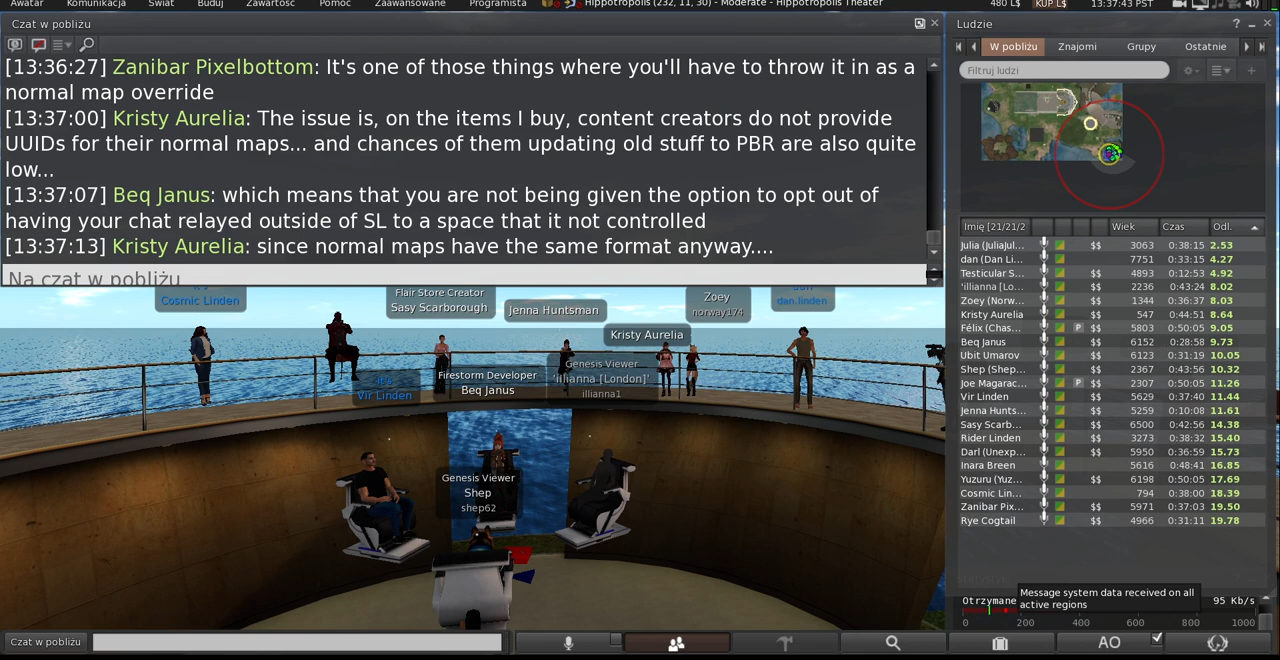 Awatar Komunikacja Świat Buduj Zawartość Pomoc Zaawansowane Programista Hippotropolis (232, 11, 30) - Moderate - Hippotropolis Theater 480 L$ KUP L$ 13:37:43 PST
Czat w pobliżu
[13:36:27] Zanibar Pixelbottom: It's one of those things where you'll have to throw it in as a
normal map override
[13:37:00] Kristy Aurelia: The issue is, on the items I buy, content creators do not provide
UUIDs for their normal maps... and chances of them updating old stuff to PBR are also quite
low...
[13:37:07] Beq Janus: which means that you are not being given the option to opt out of
having your chat relayed outside of SL to a space that it not controlled
[13:37:13] Kristy Aurelia: since normal maps have the same format anyway....
Na czat w pobliżu
Cosmic Linden
Flair Store Creator
Sasy Scarborough
Jenna Huntsman
Zoey
norway174
dan.linden
Kristy Aurelia
it's
Vir Linden
Firestorm Developer
Beq Janus
Genesis Viewer
'illianna [London]'
illianna1
Genesis Viewer
Shep
shep62
Ludzie
? _ ×
W pobliżu Znajomi Grupy Ostatnie
Filtruj ludzi
Imię [21/21/2 Wiek Czas Odl.
Julia (JuliaJul... $$ 3063 0:38:15 2.53
dan (Dan Li... 7751 0:33:15 4.27
Testicular S... $$ 4893 0:12:53 4.92
'illianna [Lo... $$ 2236 0:43:24 8.02
Zoey (Norw... $$ 1344 0:36:37 8.03
Kristy Aurelia 547 0:44:51 8.64
Félix (Chas... P $$ 5803 0:50:05 9.05
Beq Janus $$ 6152 0:28:58 9.73
Ubit Umarov $$ 6123 0:31:19 10.05
Shep (Shep... $$ 2367 0:43:56 10.32
Joe Magarac... P $$ 2307 0:50:05 11.26
Vir Linden $$ 5629 0:37:40 11.44
Jenna Hunts... $$ 5259 0:10:08 11.61
Sasy Scarb... $$ 6500 0:42:56 14.38
Rider Linden $$ 3273 0:38:32 15.40
Darl (Unexp... $$ 5950 0:36:59 15.73
Inara Breen 5616 0:48:41 16.85
Yuzuru (Yuz... $$ 6198 0:50:05 17.69
Cosmic Lin... 794 0:38:00 18.39
Zanibar Pix... $$ 5971 0:37:03 19.50
Rye Cogtail $$ 4966 0:31:11 19.78
Otrzymane 95 Kb/s
Message system data received on all
active regions
0 200 400 600 800 1000
Czat w pobliżu
AO